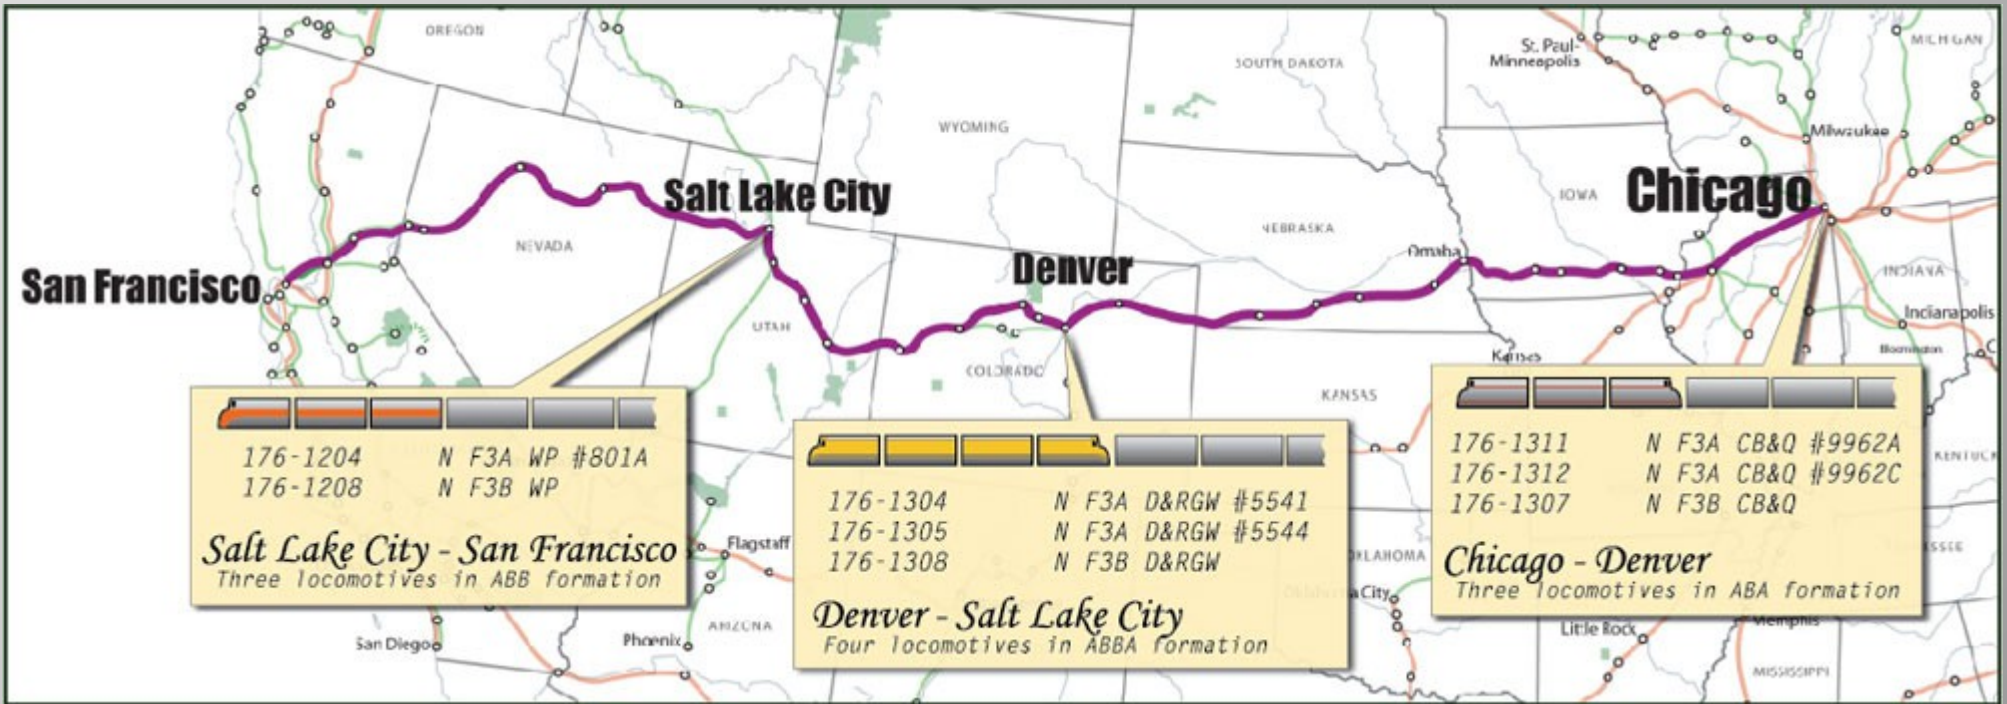 OREGON
MICHIGAN
St. Paul-
Minneapolis
SOUTH DAKOTA
WYOMING
Milwaukee
Salt Lake City
Chicago
IOWA
NEBRASKA
NEVADA
Omaha
Denver
INDIANA
San Francisco
Indianapolis
UTAH
Bloomington
Kansas
COLORADO
KANSAS
176-1204 N F3A WP #801A
176-1208 N F3B WP
Salt Lake City - San Francisco
Three locomotives in ABB formation
176-1304 N F3A D&RGW #5541
176-1305 N F3A D&RGW #5544
176-1308 N F3B D&RGW
Denver - Salt Lake City
Four locomotives in ABBA formation
176-1311 N F3A CB&Q #9962A
176-1312 N F3A CB&Q #9962C
176-1307 N F3B CB&Q
Chicago - Denver
Three locomotives in ABA formation
KENTUCK
Flagstaff
OKLAHOMA
ESSEE
San Diego
Phoenix
ARIZONA
Little Rock
Memphis
MISSISSIPPI